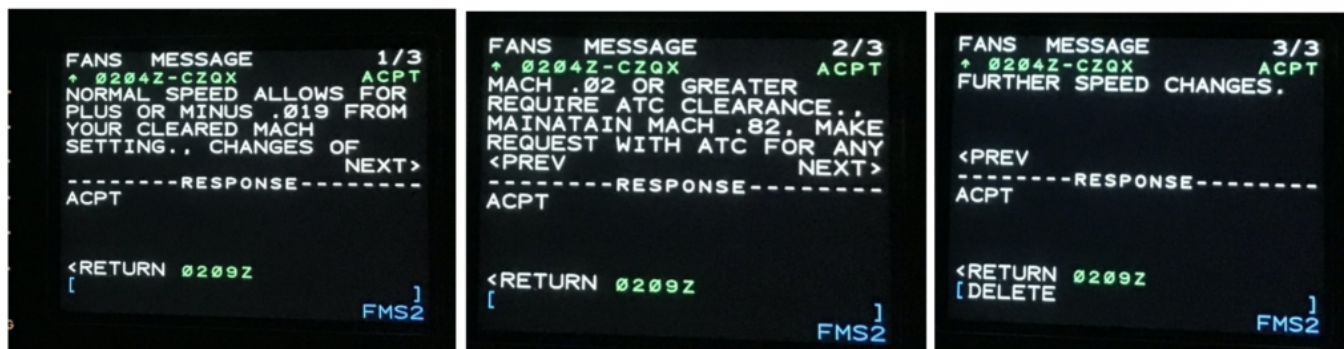 FANS MESSAGE 1/3
↑ 0204Z-CZQX ACPT
NORMAL SPEED ALLOWS FOR
PLUS OR MINUS .019 FROM
YOUR CLEARED MACH
SETTING., CHANGES OF
NEXT>
--------RESPONSE--------
ACPT
<RETURN 0209Z
[ ]
FMS2
FANS MESSAGE 2/3
↑ 0204Z-CZQX ACPT
MACH .02 OR GREATER
REQUIRE ATC CLEARANCE.,
MAINATAIN MACH .82, MAKE
REQUEST WITH ATC FOR ANY
<PREV NEXT>
--------RESPONSE--------
ACPT
<RETURN 0209Z
[ ]
FMS2
FANS MESSAGE 3/3
↑ 0204Z-CZQX ACPT
FURTHER SPEED CHANGES.
<PREV
--------RESPONSE--------
ACPT
<RETURN 0209Z
[DELETE ]
FMS2